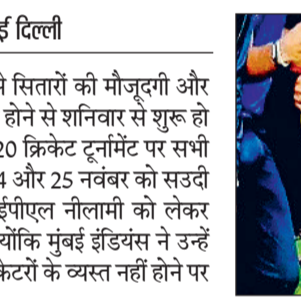 ई दिल्ली
सितारों की मौजूदगी और
होने से शनिवार से शुरू हो
20 क्रिकेट टूर्नामेंट पर सभी
4 और 25 नवंबर को सउदी
ईपीएल नीलामी को लेकर
योंकि मुंबई इंडियंस ने उन्हें
केटरों के व्यस्त नहीं होने पर